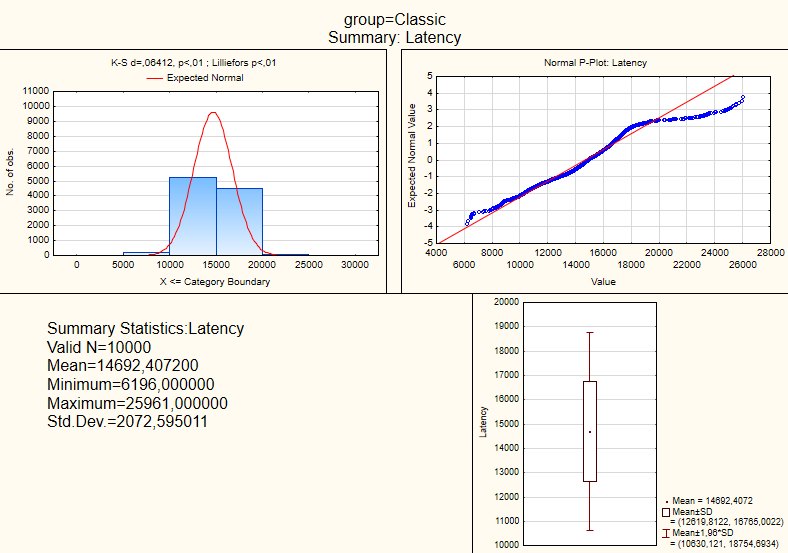 group=Classic
Summary: Latency
K-S d=,06412, p<,01 ; Lilliefors p<,01
Expected Normal
11000
10000
9000
8000
7000
6000
5000
4000
3000
2000
1000
0
No. of obs.
0 5000 10000 15000 20000 25000 30000
X <= Category Boundary
Normal P-Plot: Latency
5
4
3
2
1
0
-1
-2
-3
-4
-5
Expected Normal Value
4000 8000 12000 16000 20000 24000 28000
6000 10000 14000 18000 22000 26000
Value
Summary Statistics:Latency
Valid N=10000
Mean=14692,407200
Minimum=6196,000000
Maximum=25961,000000
Std.Dev.=2072,595011
20000
19000
18000
17000
16000
15000
14000
13000
12000
11000
10000
Latency
Mean = 14692,4072
Mean±SD
= (12619,8122, 16765,0022)
Mean±1,96*SD
= (10630,121, 18754,6934)